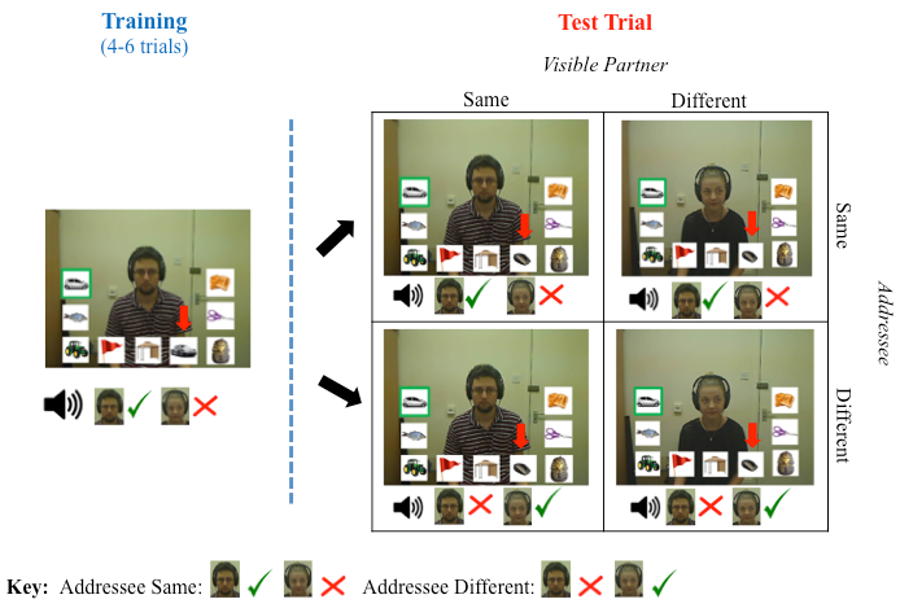 Training
(4-6 trials)
Test Trial
Visible Partner
Same
Different
Same
Different
Addressee
Key: Addressee Same:
Addressee Different: